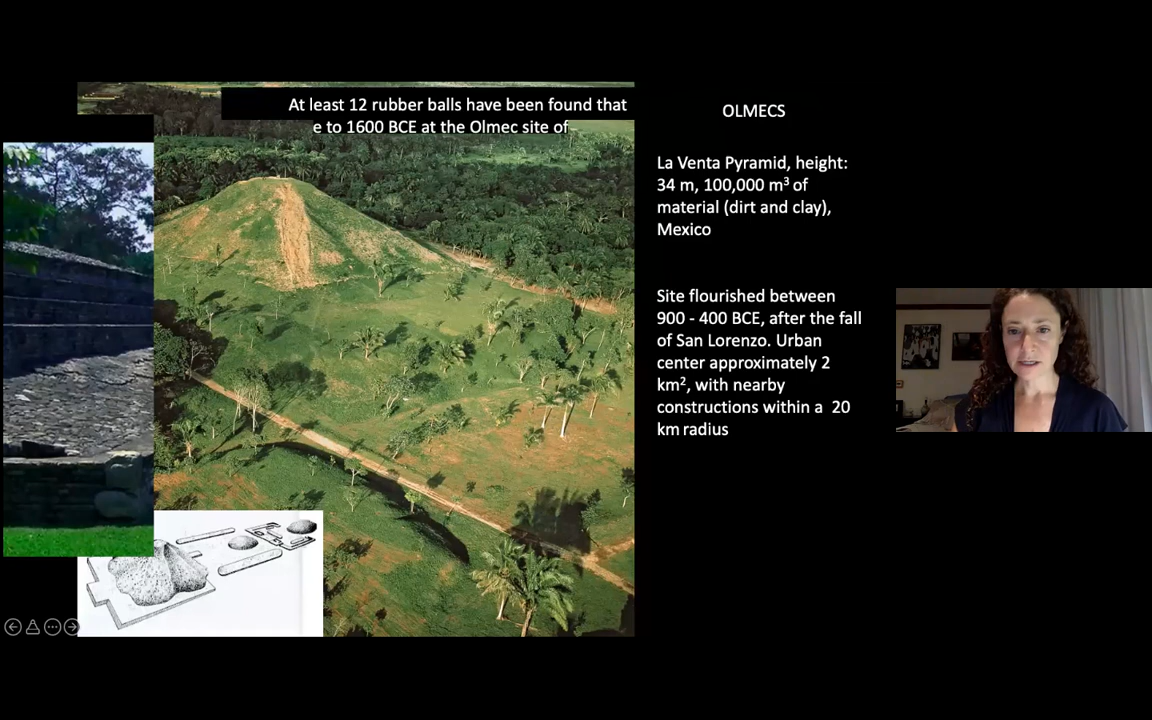 At least 12 rubber balls have been found that
e to 1600 BCE at the Olmec site of
OLMECS
La Venta Pyramid, height:
34 m, 100,000 m³ of
material (dirt and clay),
Mexico
Site flourished between
900 - 400 BCE, after the fall
of San Lorenzo. Urban
center approximately 2
km², with nearby
constructions within a 20
km radius